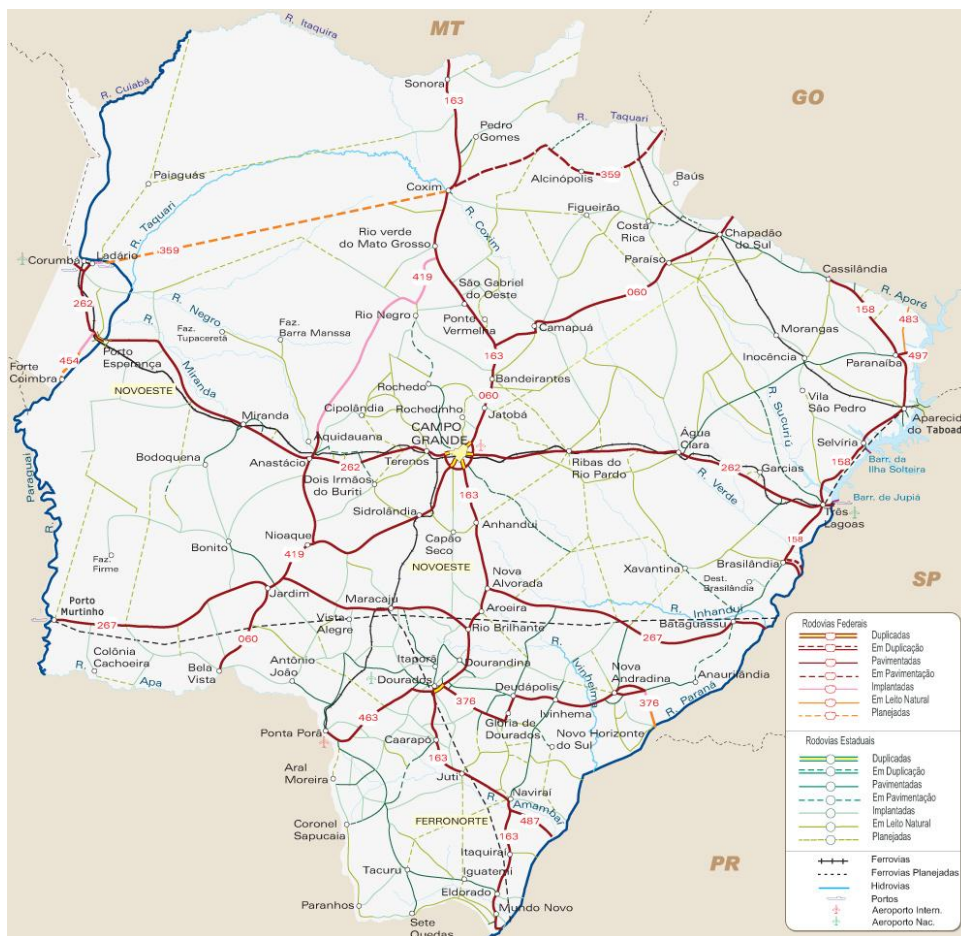 MT
R. Itaquira
Sonora
R. Cuiabá
163
GO
Pedro
Gomes
R. Taquari
Paiaguás
Alcinópolis
359
Baús
Coxim
R. Taquari
Figueirão
R. Coxim
Costa
Rica
Rio verde
do Mato Grosso
Chapadão
do Sul
359
Ladário
Corumbá
Paraíso
419
Cassilândia
São Gabriel
do Oeste
060
R. Aporé
262
R. Negro
Rio Negro
158
483
Faz.
Tupaceretã
Faz.
Barra Manssa
Ponte
Vermelha
Camapuã
R. Miranda
Morangas
163
497
Porto
Esperança
Inocência
Paranaíba
454
Forte
Coimbra
Rochedo
Bandeirantes
060
NOVOESTE
Vila
São Pedro
R. Sucuriú
Cipolândia
Rochedinho
Jatobá
Miranda
Aparecid
do Taboad
CAMPO
GRANDE
Aquidauana
Água
Clara
Selvíria
Bodoquena
Anastácio
262
Terenos
158
Barr. da
Ilha Solteira
Ribas do
Rio Pardo
262
Garcias
R. Verde
Dois Irmãos
do Buriti
R. Paraguai
163
Barr. de Jupiá
Três
Lagoas
Sidrolândia
Anhanduj
Nioaque
Capão
Seco
158
Bonito
419
Faz.
Firme
NOVOESTE
Xavantina
Brasilândia
Dest.
Brasilândia
SP
Nova
Alvorada
Jardim
Maracaju
Porto
Murtinho
Aroeira
R. Inhanduí
267
Vista
Alegre
Rio Brilhante
Bataguassu
060
267
Colônia
Cachoeira
Itaporã
Dourandina
R. Apa
Bela
Vista
Antônio
João
R. Ivinheima
Nova
Andradina
Anaurilândia
Dourados
Deudápolis
376
Ivinhema
376
R. Paraná
463
Glória de
Dourados
Ponta Porã
Caarapó
Novo Horizonte
do Sul
163
Aral
Moreira
Juti
Naviraí
R. Amambaí
Coronel
Sapucaia
FERRONORTE
487
163
PR
Itaquiraí
Tacuru
Iguatemi
Eldorado
Paranhos
Mundo Novo
Sete
Quedas
Rodovias Federais
Duplicadas
Em Duplicação
Pavimentadas
Em Pavimentação
Implantadas
Em Leito Natural
Planejadas
Rodovias Estaduais
Duplicadas
Em Duplicação
Pavimentadas
Em Pavimentação
Implantadas
Em Leito Natural
Planejadas
Ferrovias
Ferrovias Planejadas
Hidrovias
Portos
Aeroporto Intern.
Aeroporto Nac.